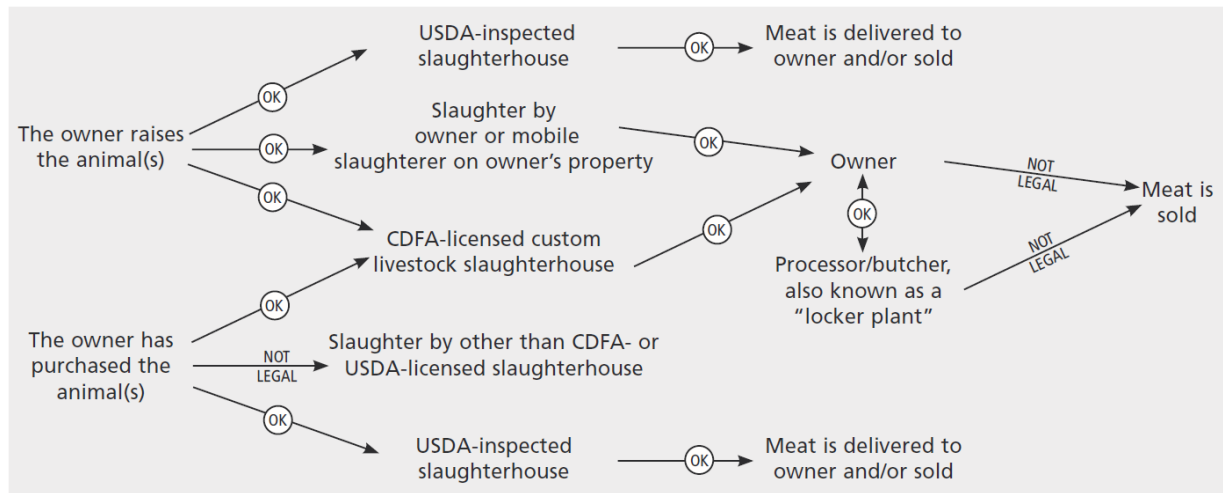 USDA-inspected
slaughterhouse
OK
Meat is delivered to
owner and/or sold
OK
The owner raises
the animal(s)
OK
Slaughter by
owner or mobile
slaughterer on owner’s property
OK
Owner
NOT
LEGAL
Meat is
sold
OK
CDFA-licensed custom
livestock slaughterhouse
OK
OK
Processor/butcher,
also known as a
“locker plant”
NOT
LEGAL
OK
The owner has
purchased the
animal(s)
NOT
LEGAL
Slaughter by other than CDFA- or
USDA-licensed slaughterhouse
OK
USDA-inspected
slaughterhouse
OK
Meat is delivered to
owner and/or sold